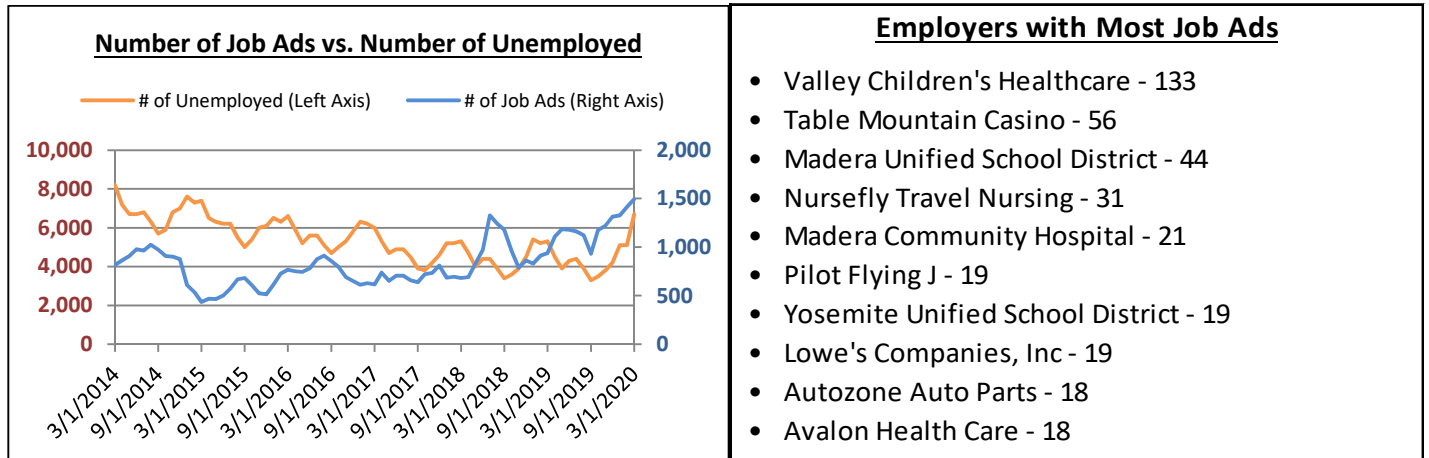 Number of Job Ads vs. Number of Unemployed
# of Unemployed (Left Axis) # of Job Ads (Right Axis)
10,000
8,000
6,000
4,000
2,000
0
2,000
1,500
1,000
500
0
3/1/2014
9/1/2014
3/1/2015
9/1/2015
3/1/2016
9/1/2016
3/1/2017
9/1/2017
3/1/2018
9/1/2018
3/1/2019
9/1/2019
3/1/2020
Employers with Most Job Ads
• Valley Children's Healthcare - 133
• Table Mountain Casino - 56
• Madera Unified School District - 44
• Nursefly Travel Nursing - 31
• Madera Community Hospital - 21
• Pilot Flying J - 19
• Yosemite Unified School District - 19
• Lowe's Companies, Inc - 19
• Autozone Auto Parts - 18
• Avalon Health Care - 18